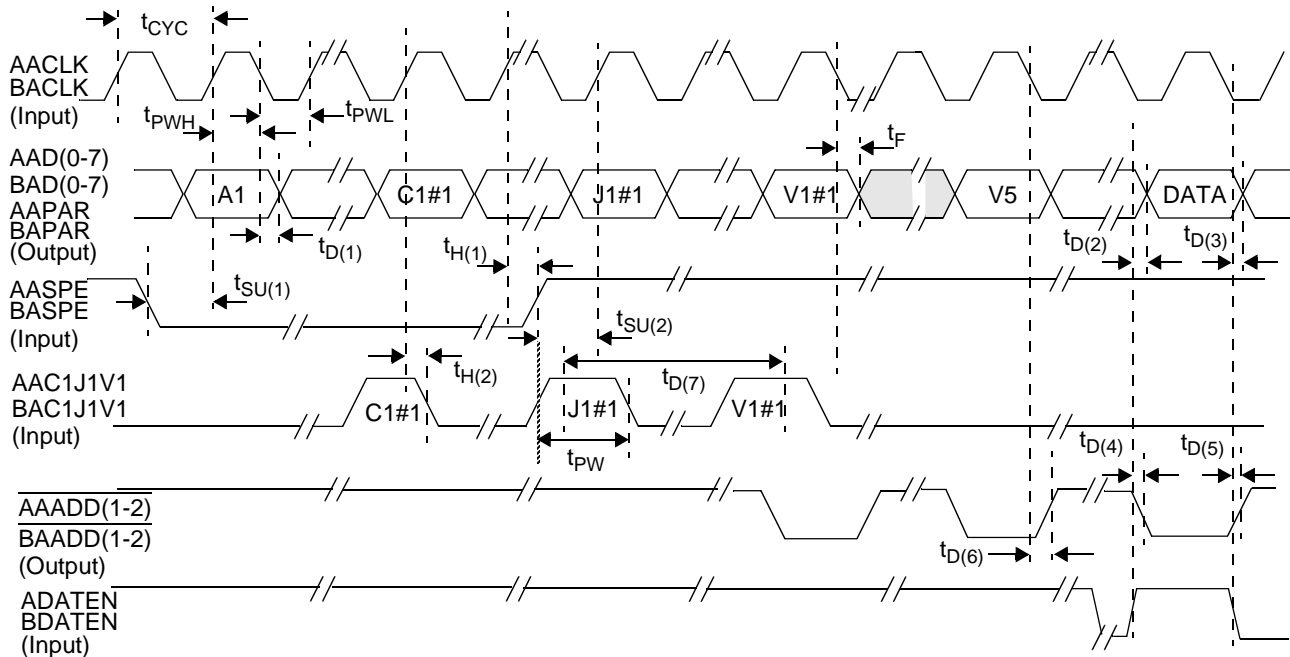 tCYC
AACLK
BACLK
(Input)
tPWH
tPWL
tF
AAD(0-7)
BAD(0-7)
AAPAR
BAPAR
(Output)
A1
C1#1
J1#1
V1#1
V5
DATA
tD(1)
tH(1)
tD(2)
tD(3)
AASPE
BASPE
(Input)
tSU(1)
tSU(2)
AAC1J1V1
BAC1J1V1
(Input)
C1#1
tH(2)
J1#1
tD(7)
V1#1
tPW
tD(4)
tD(5)
AAADD(1-2)
BAADD(1-2)
(Output)
tD(6)
ADATEN
BDATEN
(Input)